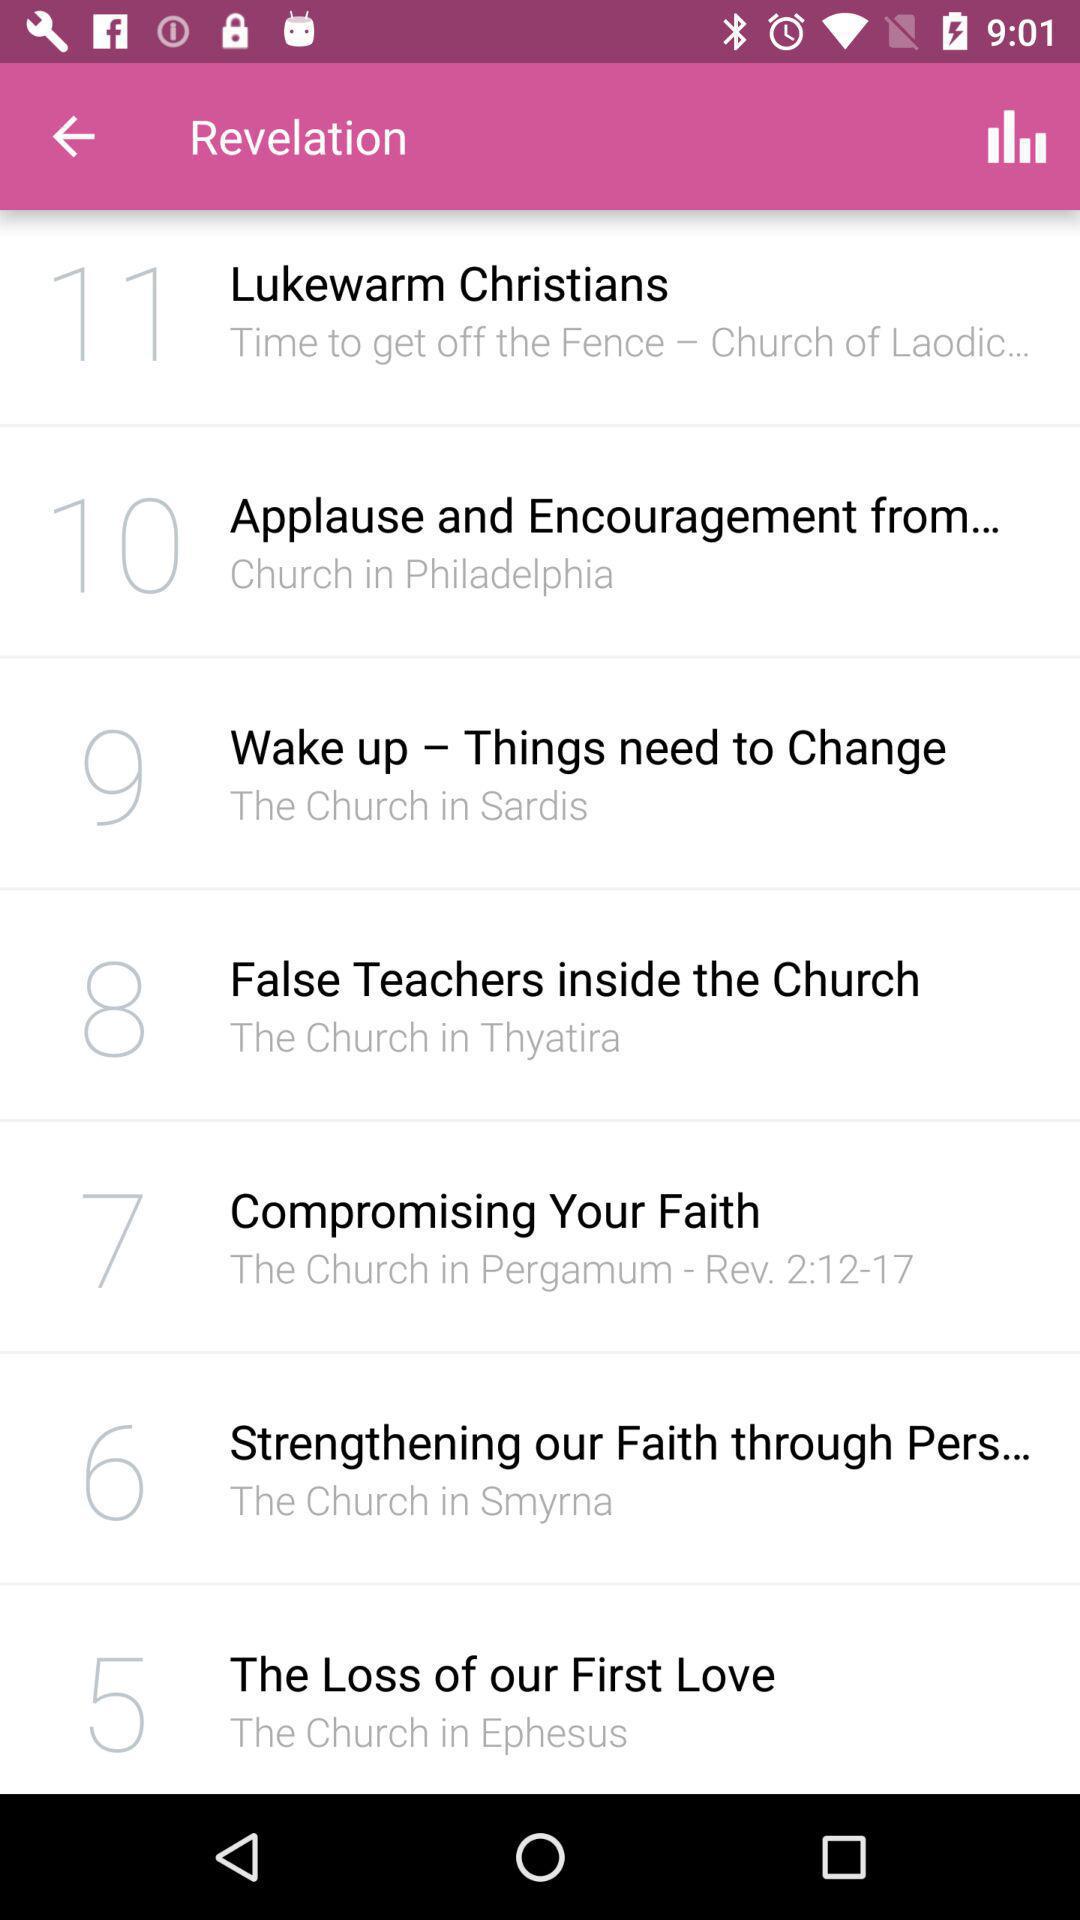 9:01
Revelation
11
Lukewarm Christians
Time to get off the Fence – Church of Laodic...
10
Applause and Encouragement from...
Church in Philadelphia
9
Wake up – Things need to Change
The Church in Sardis
8
False Teachers inside the Church
The Church in Thyatira
7
Compromising Your Faith
The Church in Pergamum - Rev. 2:12-17
6
Strengthening our Faith through Pers...
The Church in Smyrna
5
The Loss of our First Love
The Church in Ephesus